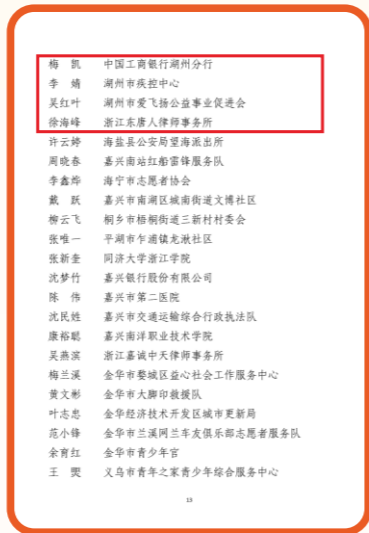 梅 凯 中国工商银行湖州分行
李 婧 湖州市疾控中心
吴红叶 湖州市爱飞扬公益事业促进会
徐海峰 浙江东唐人律师事务所
许云婷 海盐县公安局望海派出所
周晓春 嘉兴南站红船雷锋服务队
李鑫烨 海宁市志愿者协会
戴 跃 嘉兴市南湖区城南街道文博社区
柳云飞 桐乡市梧桐街道三新村村委会
张唯一 平湖市乍浦镇龙湫社区
张新奎 同济大学浙江学院
沈梦竹 嘉兴银行股份有限公司
陈 伟 嘉兴市第二医院
沈民姓 嘉兴市交通运输综合行政执法队
康裕聪 嘉兴南洋职业技术学院
吴燕滨 浙江嘉诚中天律师事务所
梅兰溪 金华市婺城区益心社会工作服务中心
黄文彬 金华市大脚印救援队
叶志忠 金华经济技术开发区城市更新局
范小锋 金华市兰溪同兰车友俱乐部志愿者服务队
余育红 金华市青少年宫
王 義乌市青年之家青少年综合服务中心
13